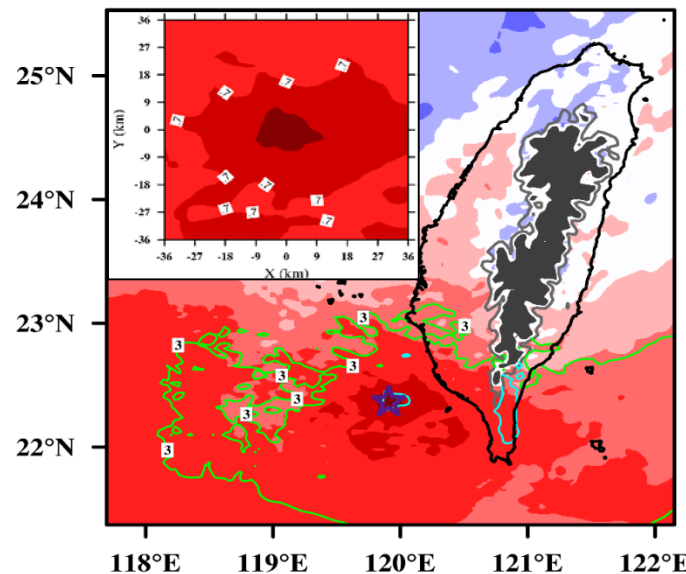 36
27
18
9
0
-9
-18
-27
-36
Y (km)
-36 -27 -18 -9 0 9 18 27 36
X (km)
.7 .7 .7 .7 .7 .7 .7 .7 .7 .7
25°N
24°N
23°N
22°N
3 3 3 3 3 3 3 3
118°E 119°E 120°E 121°E 122°E